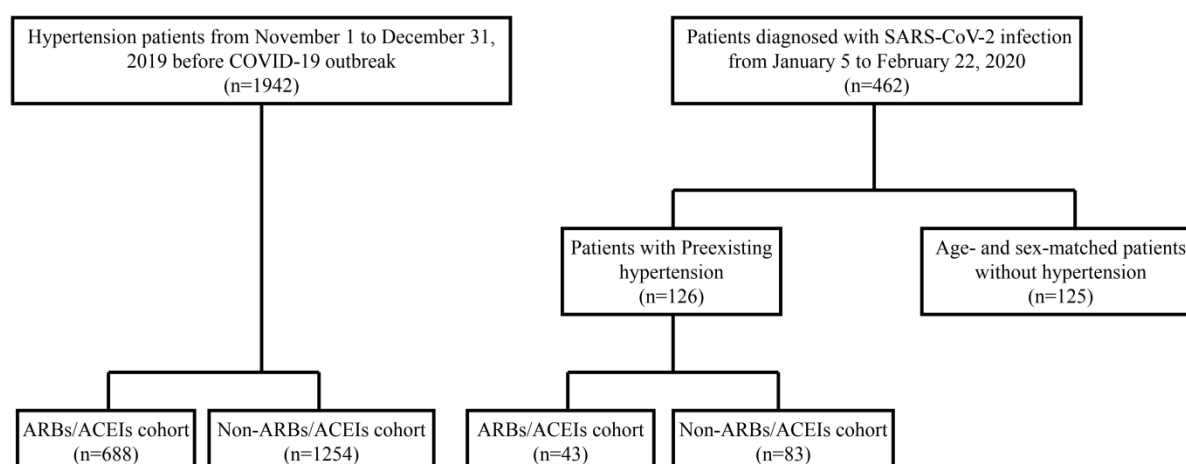 Hypertension patients from November 1 to December 31,
2019 before COVID-19 outbreak
(n=1942)
Patients diagnosed with SARS-CoV-2 infection
from January 5 to February 22, 2020
(n=462)
Patients with Preexisting
hypertension
(n=126)
Age- and sex-matched patients
without hypertension
(n=125)
ARBs/ACEIs cohort
(n=688)
Non-ARBs/ACEIs cohort
(n=1254)
ARBs/ACEIs cohort
(n=43)
Non-ARBs/ACEIs cohort
(n=83)